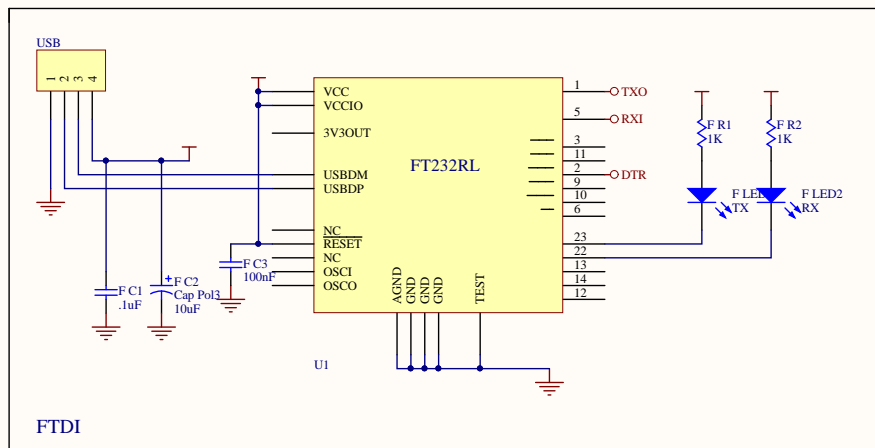 USB
1 2 3 4
VCC
VCCIO
3V3OUT
USBDM
USBDP
NC
RESET
NC
OSCI
OSCO
FT232RL
AGND
GND
GND
GND
TEST
1
5
3
11
2
9
10
6
23
22
13
14
12
TXO
RXI
DTR
F R1
1K
F R2
1K
F LED
TX
F LED2
RX
F C1
.1uF
F C2
Cap Pol3
10uF
F C3
100nF
U1
FTDI